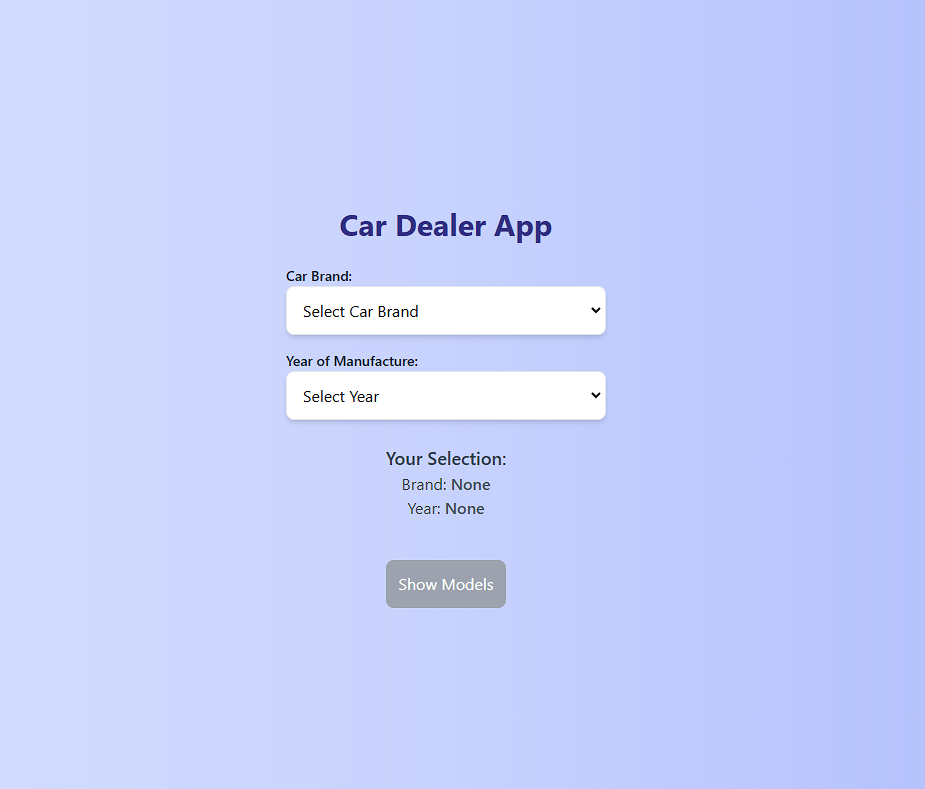 Car Dealer App
Car Brand:
Select Car Brand
Year of Manufacture:
Select Year
Your Selection:
Brand: None
Year: None
Show Models